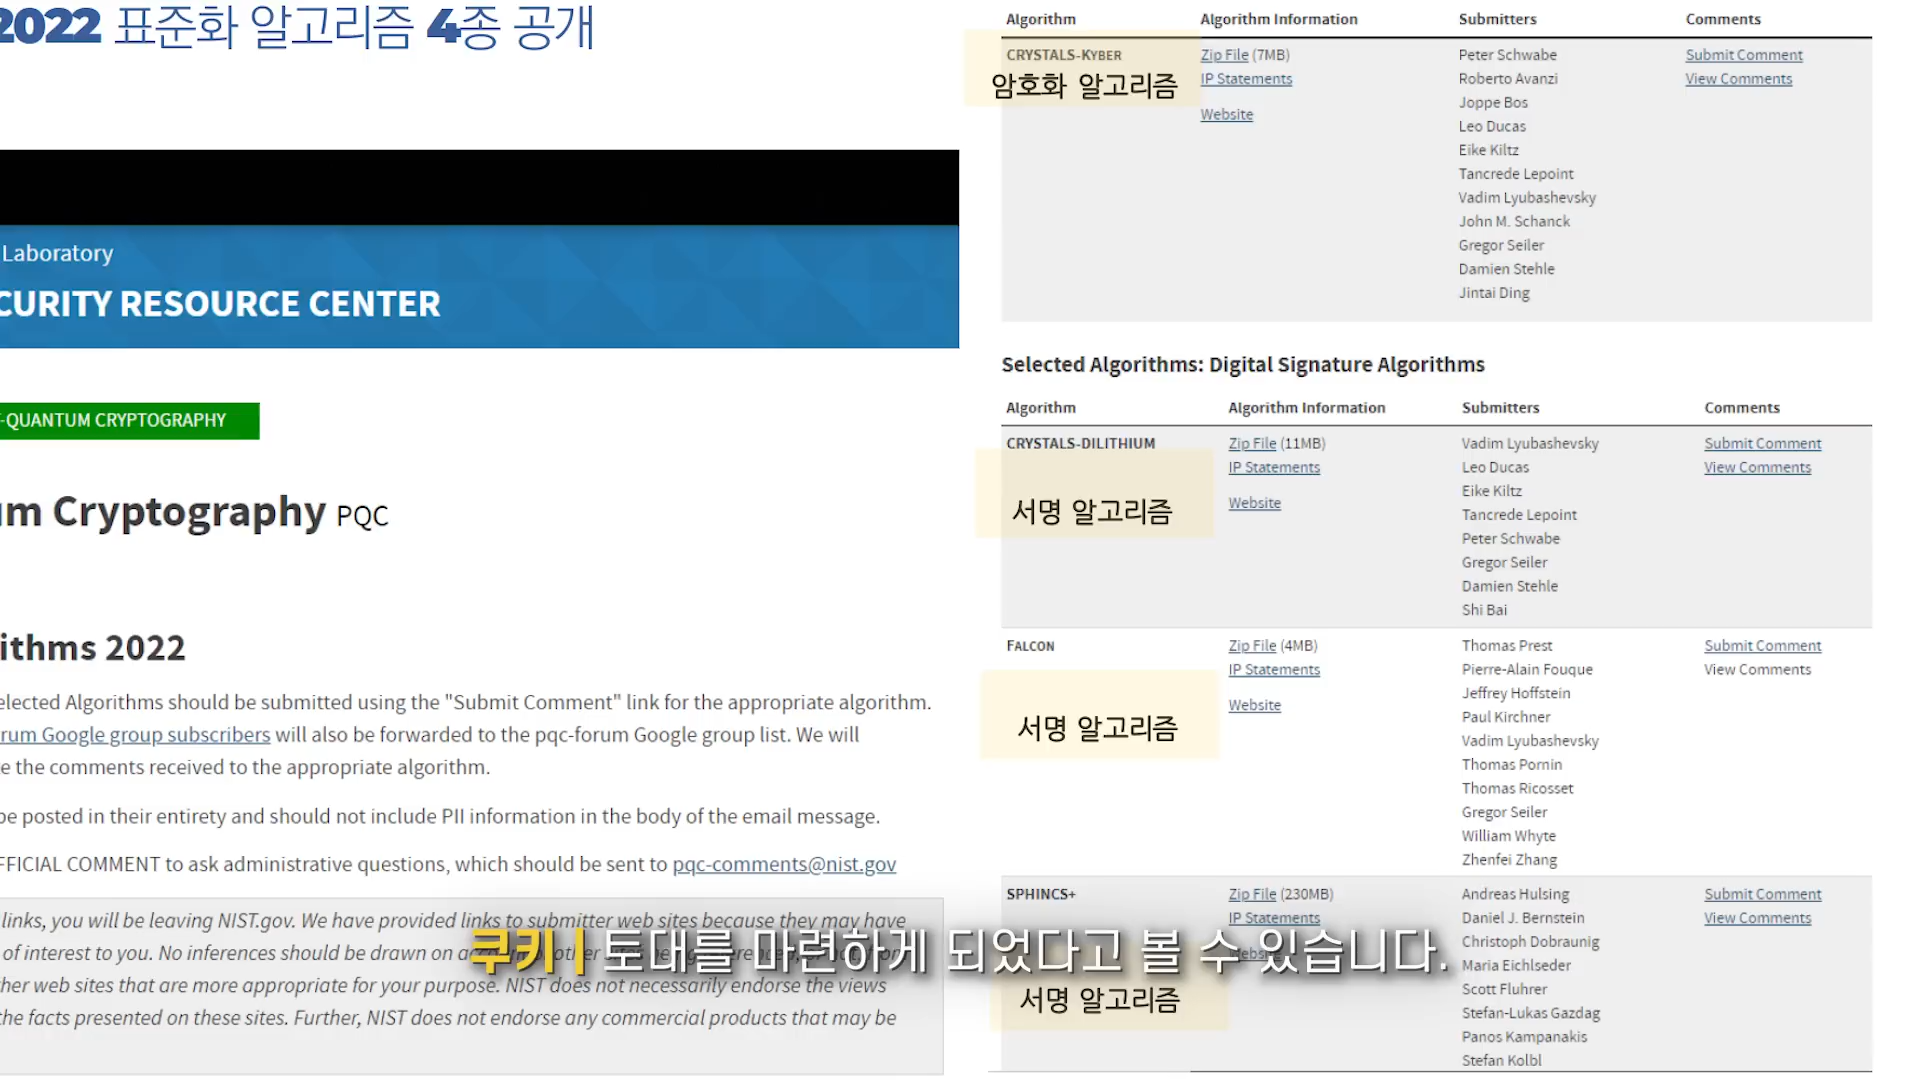 2022 표준화 알고리즘 4종 공개
Laboratory
CURITY RESOURCE CENTER
-QUANTUM CRYPTOGRAPHY
um Cryptography PQC
ithms 2022
elected Algorithms should be submitted using the "Submit Comment" link for the appropriate algorithm.
rum Google group subscribers will also be forwarded to the pqc-forum Google group list. We will
e the comments received to the appropriate algorithm.
be posted in their entirety and should not include PII information in the body of the email message.
FFICIAL COMMENT to ask administrative questions, which should be sent to pqc-comments@nist.gov
links, you will be leaving NIST.gov. We have provided links to submitter web sites because they may have
of interest to you. No inferences should be drawn on
her web sites that are more appropriate for your purpose. NIST does not necessarily endorse the views
the facts presented on these sites. Further, NIST does not endorse any commercial products that may be
Algorithm Algorithm Information Submitters Comments
CRYSTALS-KYBER Zip File (7MB) Peter Schwabe Submit Comment
암호화 알고리즘 IP Statements Roberto Avanzi View Comments
Joppe Bos
Website Leo Ducas
Eike Kiltz
Tancrede Lepoint
Vadim Lyubashevsky
John M. Schanck
Gregor Seiler
Damien Stehle
Jintai Ding
Selected Algorithms: Digital Signature Algorithms
Algorithm Algorithm Information Submitters Comments
CRYSTALS-DILITHIUM Zip File (11MB) Vadim Lyubashevsky Submit Comment
IP Statements Leo Ducas View Comments
Eike Kiltz
서명 알고리즘 Website Tancrede Lepoint
Peter Schwabe
Gregor Seiler
Damien Stehle
Shi Bai
FALCON Zip File (4MB) Thomas Prest Submit Comment
IP Statements Pierre-Alain Fouque View Comments
Jeffrey Hoffstein
서명 알고리즘 Website Paul Kirchner
Vadim Lyubashevsky
Thomas Pornin
Thomas Ricosset
Gregor Seiler
William Whyte
Zhenfei Zhang
SPHINCS+ Zip File (230MB) Andreas Hulsing Submit Comment
IP Statements Daniel J. Bernstein View Comments
Christoph Dobraunig
Website Maria Eichlseder
Scott Fluhrer
서명 알고리즘 Stefan-Lukas Gazdag
Panos Kampanakis
Stefan Kolbl
쿠키 | 토대를 마련하게 되었다고 볼 수 있습니다.